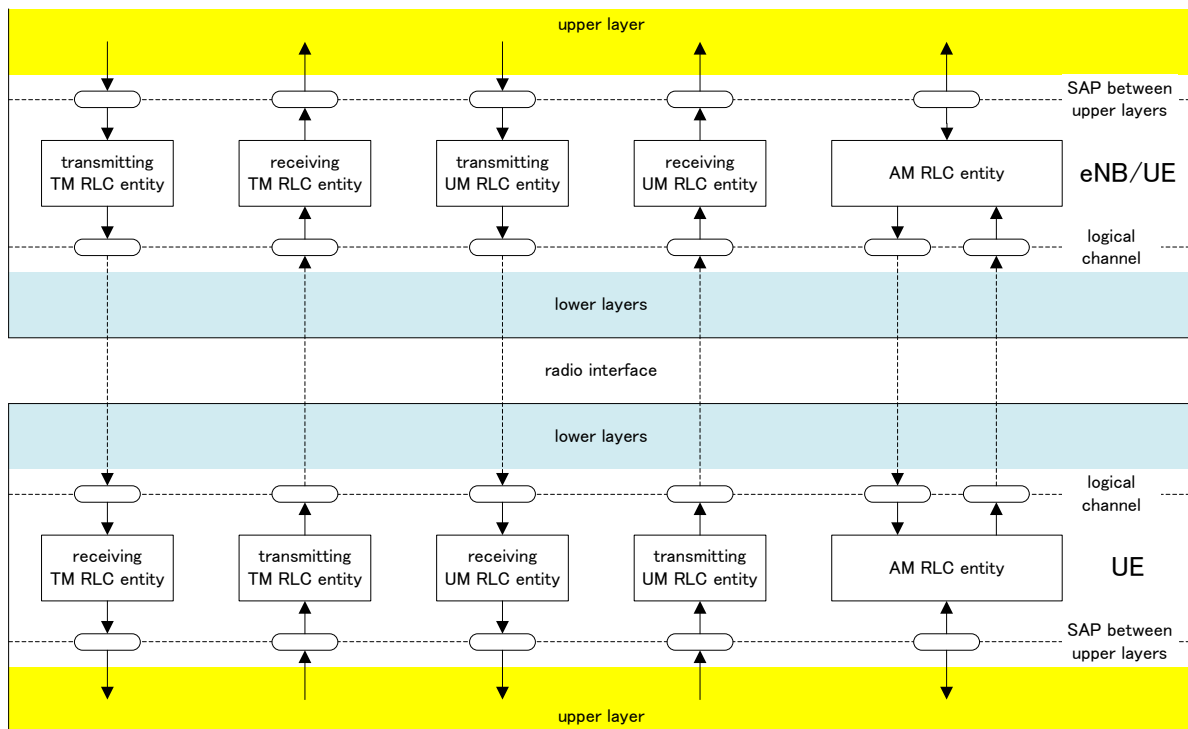 upper layer
SAP between
upper layers
transmitting
TM RLC entity
receiving
TM RLC entity
transmitting
UM RLC entity
receiving
UM RLC entity
AM RLC entity
eNB/UE
logical
channel
lower layers
radio interface
lower layers
logical
channel
receiving
TM RLC entity
transmitting
TM RLC entity
receiving
UM RLC entity
transmitting
UM RLC entity
AM RLC entity
UE
SAP between
upper layers
upper layer